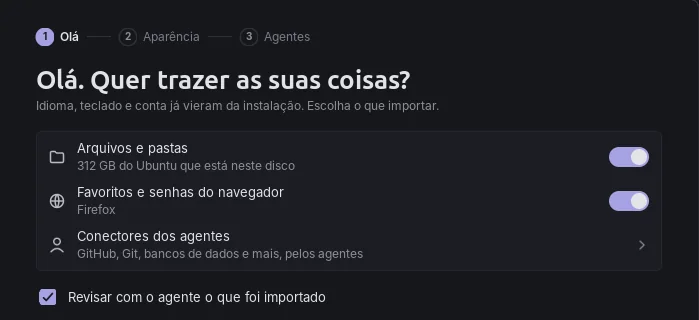 1 Olá 2 Aparência 3 Agentes
Olá. Quer trazer as suas coisas?
Idioma, teclado e conta já vieram da instalação. Escolha o que importar.
Arquivos e pastas
312 GB do Ubuntu que está neste disco
Favoritos e senhas do navegador
Firefox
Conectores dos agentes
GitHub, Git, bancos de dados e mais, pelos agentes
Revisar com o agente o que foi importado